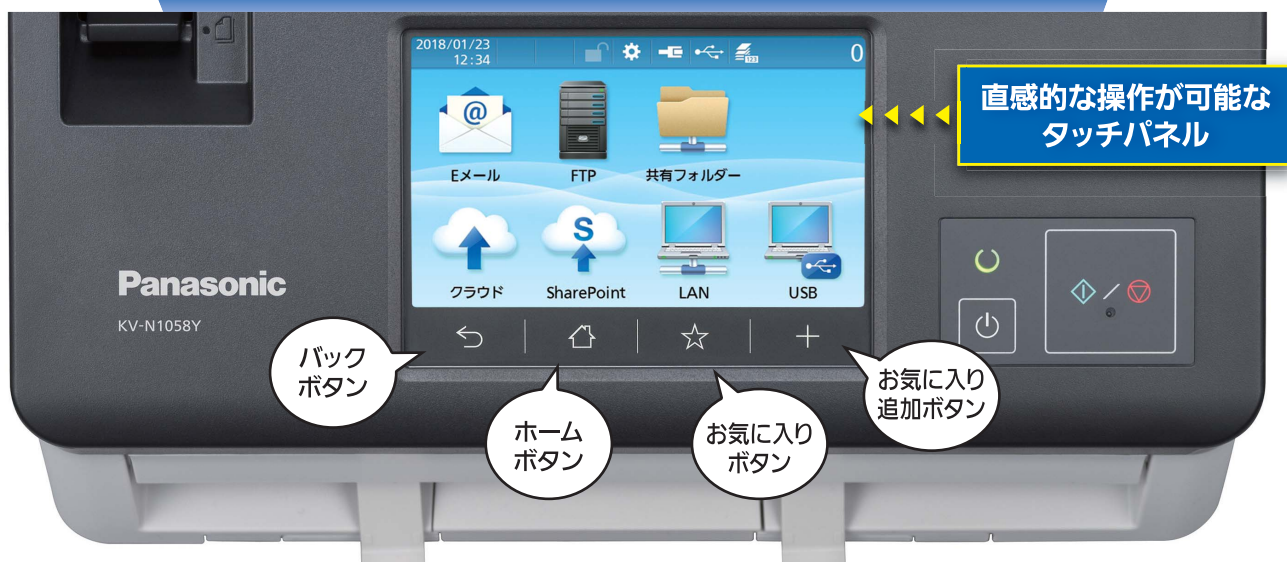 2018/01/23
12:34
123
0
直感的な操作が可能な
タッチパネル
@
Eメール
FTP
共有フォルダー
S
クラウド
SharePoint
LAN
USB
Panasonic
KV-N1058Y
バック
ボタン
ホーム
ボタン
お気に入り
ボタン
お気に入り
追加ボタン